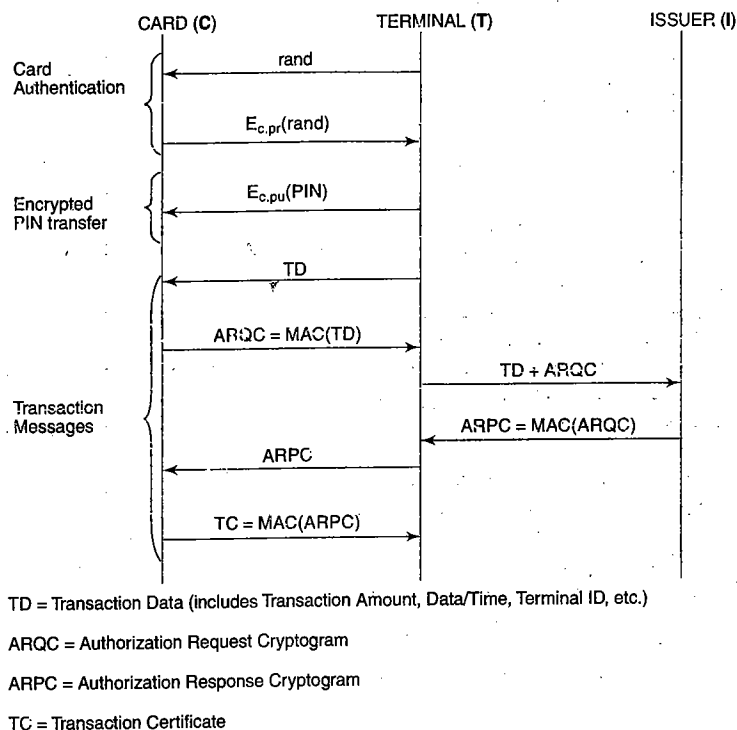 CARD (C)
TERMINAL (T)
ISSUER (I)
Card
Authentication
rand
Ec.pr(rand)
Encrypted
PIN transfer
Ec.pu(PIN)
TD
ARQC = MAC(TD)
TD + ARQC
Transaction
Messages
ARPC = MAC(ARQC)
ARPC
TC = MAC(ARPC)
TD = Transaction Data (includes Transaction Amount, Data/Time, Terminal ID, etc.)
ARQC = Authorization Request Cryptogram
ARPC = Authorization Response Cryptogram
TC = Transaction Certificate